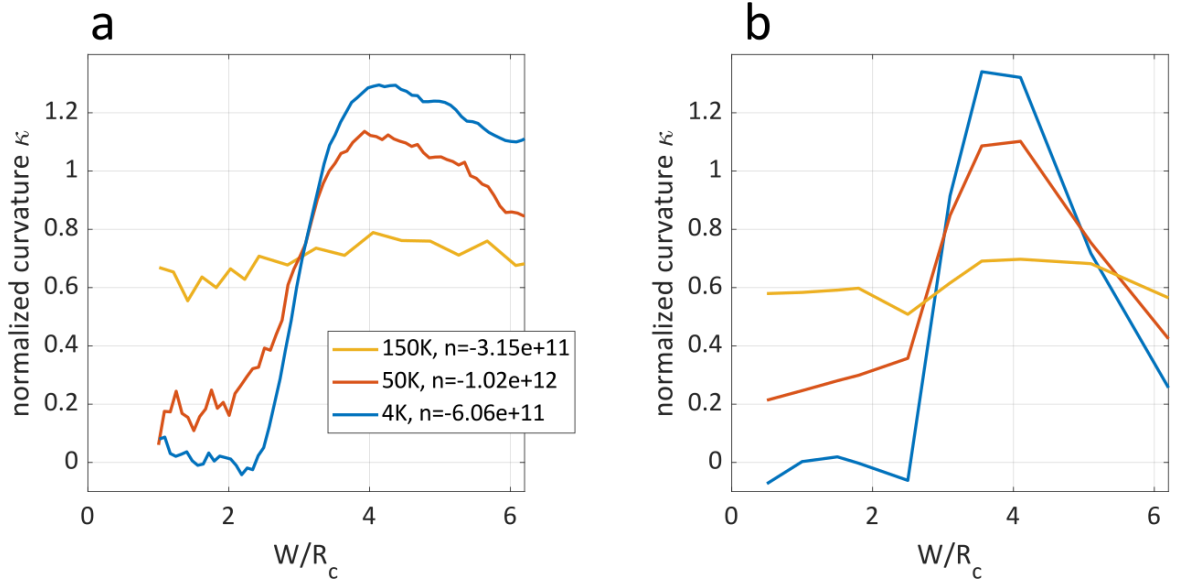 a
normalized curvature κ
1.2
1
0.8
0.6
0.4
0.2
0
0
2
4
6
W/Rc
150K, n=-3.15e+11
50K, n=-1.02e+12
4K, n=-6.06e+11
b
normalized curvature κ
1.2
1
0.8
0.6
0.4
0.2
0
0
2
4
6
W/Rc